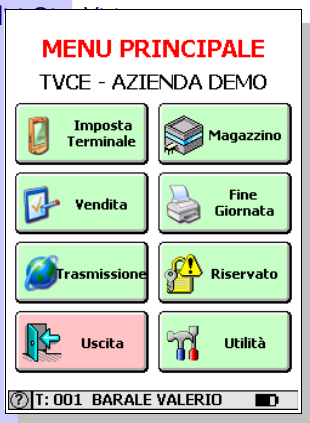 MENU PRINCIPALE
TVCE - AZIENDA DEMO
Imposta
Terminale
Magazzino
Vendita
Fine
Giornata
Trasmissione
Riservato
Uscita
Utilità
T: 001 BARALE VALERIO